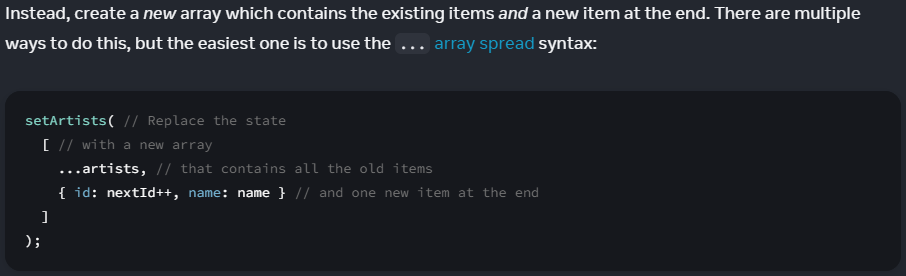 Instead, create a new array which contains the existing items and a new item at the end. There are multiple
ways to do this, but the easiest one is to use the ... array spread syntax:
setArtists( // Replace the state
  [ // with a new array
    ...artists, // that contains all the old items
    { id: nextId++, name: name } // and one new item at the end
  ]
);